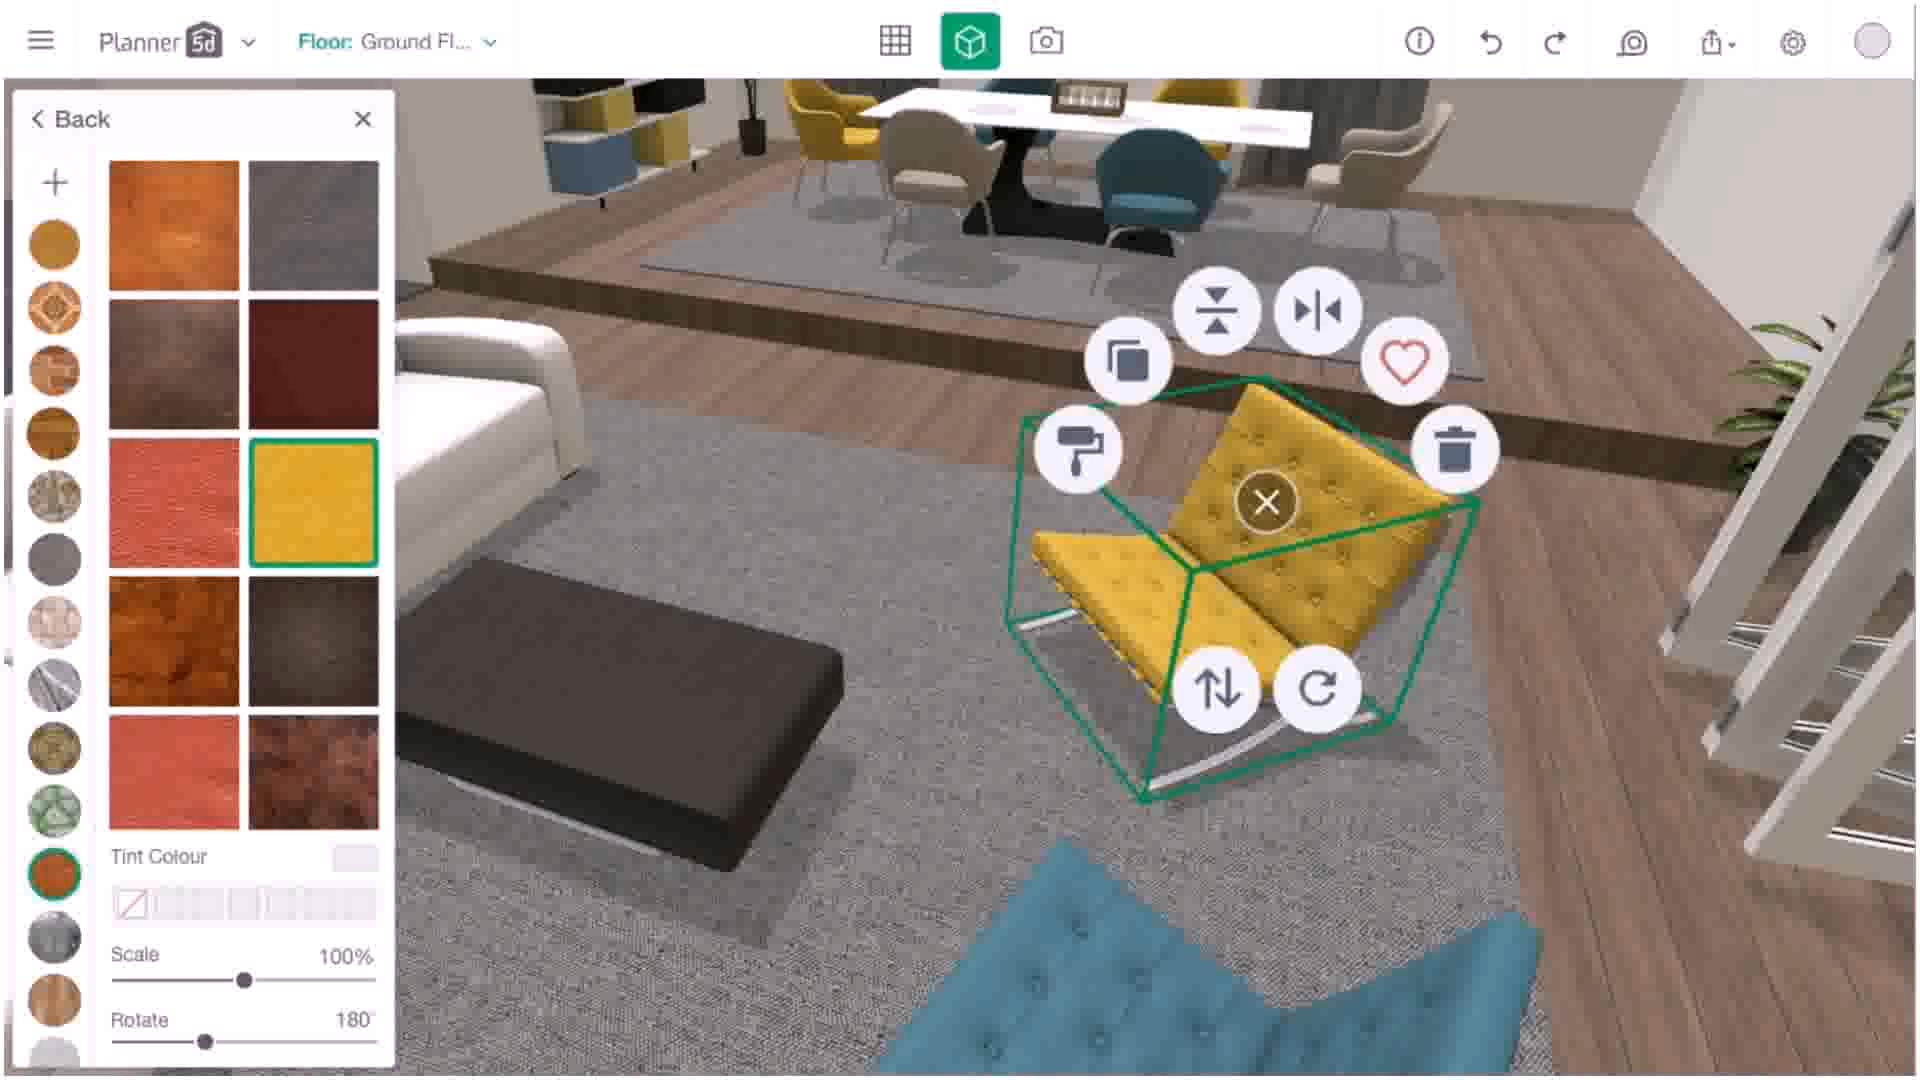 Planner 5d
Floor: Ground Fl...
Back
Tint Colour
Scale 100%
Rotate 180°